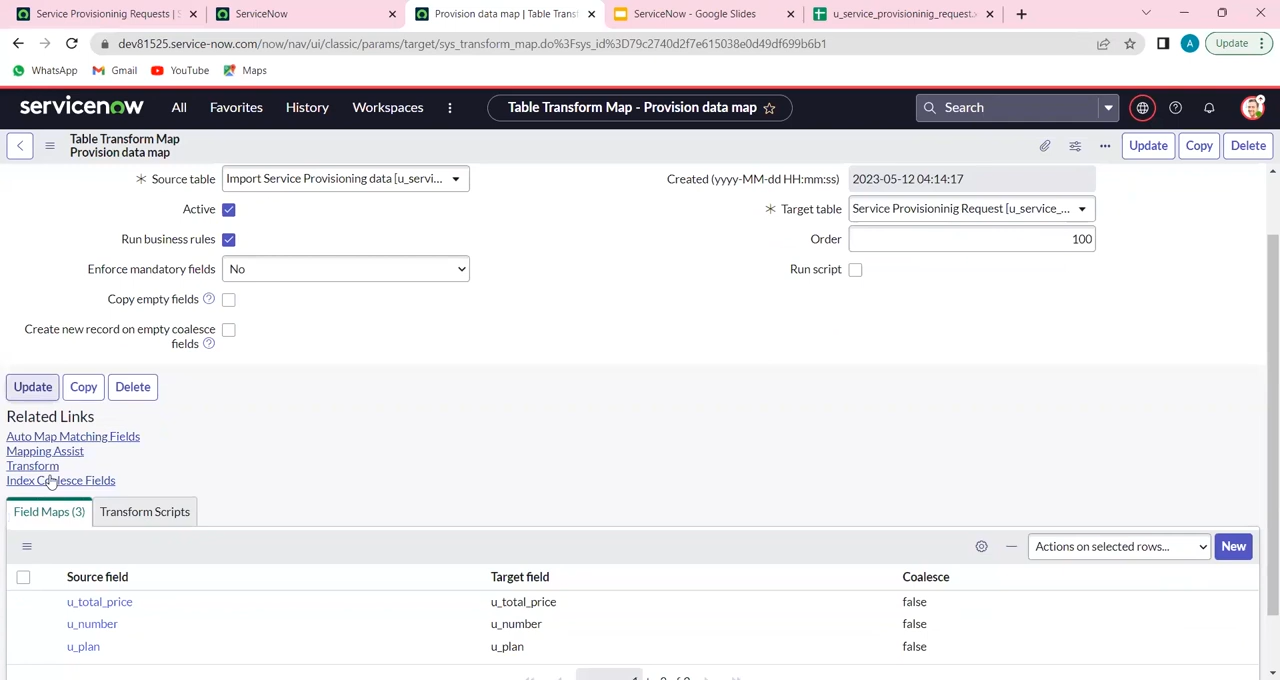 Service Provisioninig Requests | S
ServiceNow
Provision data map | Table Trans
ServiceNow - Google Slides
u_service_provisioninig_request.
dev81525.service-now.com/now/nav/ui/classic/params/target/sys_transform_map.do%3Fsys_id%3D79c2740d2f7e615038e0d49df699b6b1
A
Update
WhatsApp
Gmail
YouTube
Maps
servicenow
All
Favorites
History
Workspaces
Table Transform Map - Provision data map
Search
Table Transform Map
Provision data map
Update
Copy
Delete
Source table
Import Service Provisioning data [u_servi...
Created (yyyy-MM-dd HH:mm:ss)
2023-05-12 04:14:17
Active
Target table
Service Provisioninig Request [u_service_...
Run business rules
Order
100
Enforce mandatory fields
No
Run script
Copy empty fields
Create new record on empty coalesce
fields
Update
Copy
Delete
Related Links
Auto Map Matching Fields
Mapping Assist
Transform
Index Coalesce Fields
Field Maps (3)
Transform Scripts
Actions on selected rows...
New
Source field
Target field
Coalesce
u_total_price
u_total_price
false
u_number
u_number
false
u_plan
u_plan
false